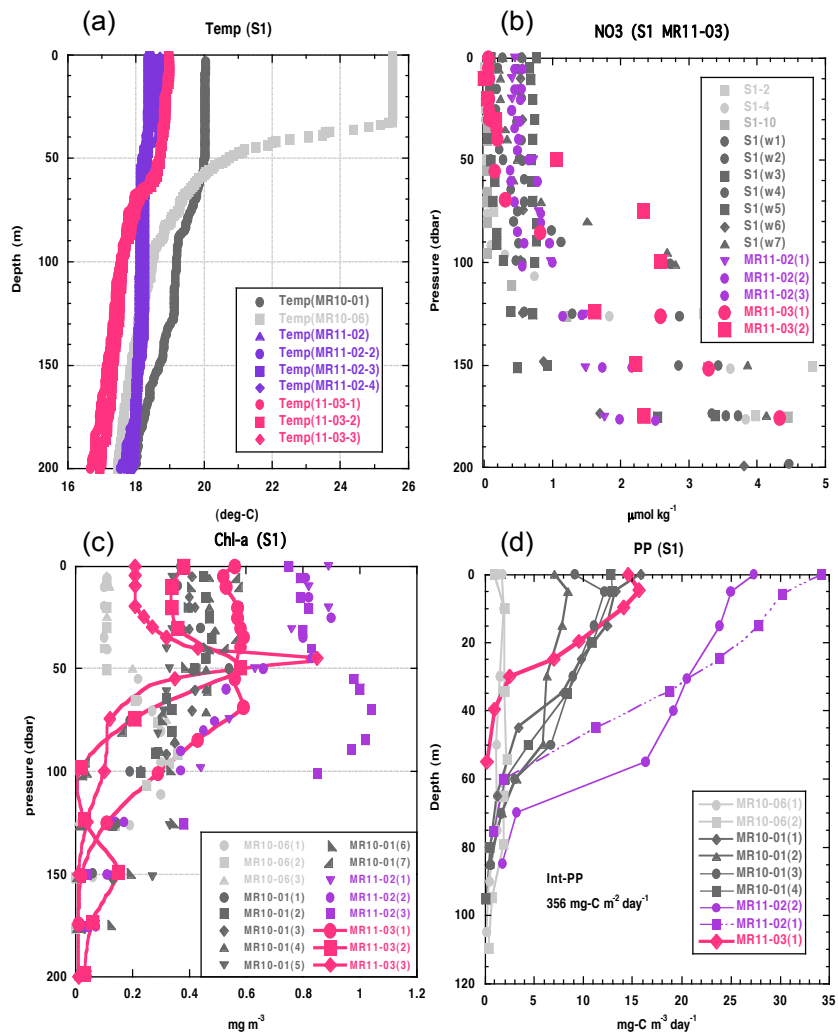 (a)
Temp (S1)
0
50
100
150
200
Depth (m)
16
18
20
22
24
26
(deg-C)
Temp(MR10-01)
Temp(MR10-06)
Temp(MR11-02)
Temp(MR11-02-2)
Temp(MR11-02-3)
Temp(MR11-02-4)
Temp(11-03-1)
Temp(11-03-2)
Temp(11-03-3)
(b)
NO3 (S1 MR11-03)
0
50
100
150
200
Pressure (dbar)
0
1
2
3
4
5
μmol kg-1
S1-2
S1-4
S1-10
S1(w1)
S1(w2)
S1(w3)
S1(w4)
S1(w5)
S1(w6)
S1(w7)
MR11-02(1)
MR11-02(2)
MR11-02(3)
MR11-03(1)
MR11-03(2)
(c)
Chl-a (S1)
0
50
100
150
200
pressure (dbar)
0
0.2
0.4
0.6
0.8
1
1.2
mg m-3
MR10-06(1)
MR10-06(2)
MR10-06(3)
MR10-01(1)
MR10-01(2)
MR10-01(3)
MR10-01(4)
MR10-01(5)
MR10-01(6)
MR10-01(7)
MR11-02(1)
MR11-02(2)
MR11-02(3)
MR11-03(1)
MR11-03(2)
MR11-03(3)
(d)
PP (S1)
0
20
40
60
80
100
120
Depth (m)
0
5
10
15
20
25
30
35
mg-C m-3 day-1
Int-PP
356 mg-C m-2 day-1
MR10-06(1)
MR10-06(2)
MR10-01(1)
MR10-01(2)
MR10-01(3)
MR10-01(4)
MR11-02(2)
MR11-02(1)
MR11-03(1)